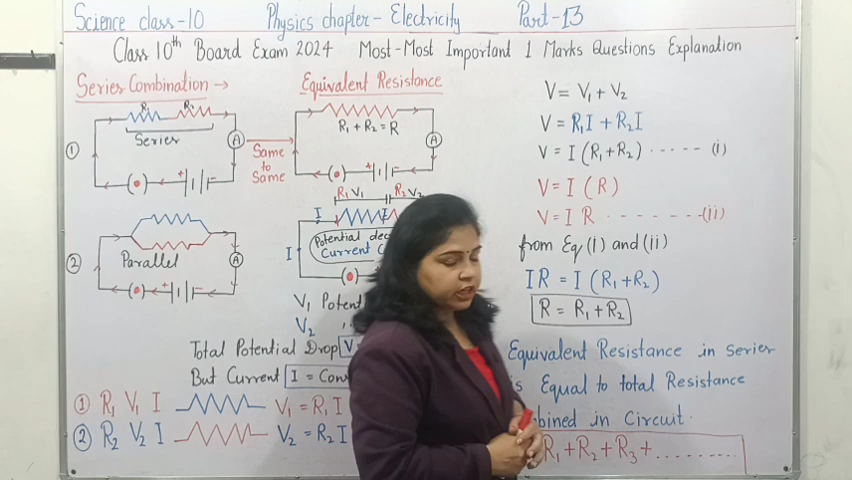 Science class-10 Physics chapter- Electricity Part-13
Class 10th Board Exam 2024 Most-Most Important 1 Marks Questions Explanation
Series Combination →
R1 R2
Series
A
+ -
①
Same
to
Same
Parallel
A
+ -
②
Equivalent Resistance
R1 + R2 = R
A
+ -
R1 V1 R2 V2
I I
Potential
Current
I
V1
V2
Total Potential Drop V
But Current I =
① R1 V1 I V1 = R1 I
② R2 V2 I V2 = R2 I
V = V1 + V2
V = R1I + R2I
V = I (R1+R2) ..... (i)
V = I (R)
V = I R ....... (ii)
from Eq (i) and (ii)
IR = I (R1+R2)
R = R1+R2
Equivalent Resistance in Series
is Equal to total Resistance
in Circuit.
R1+R2+R3+.........